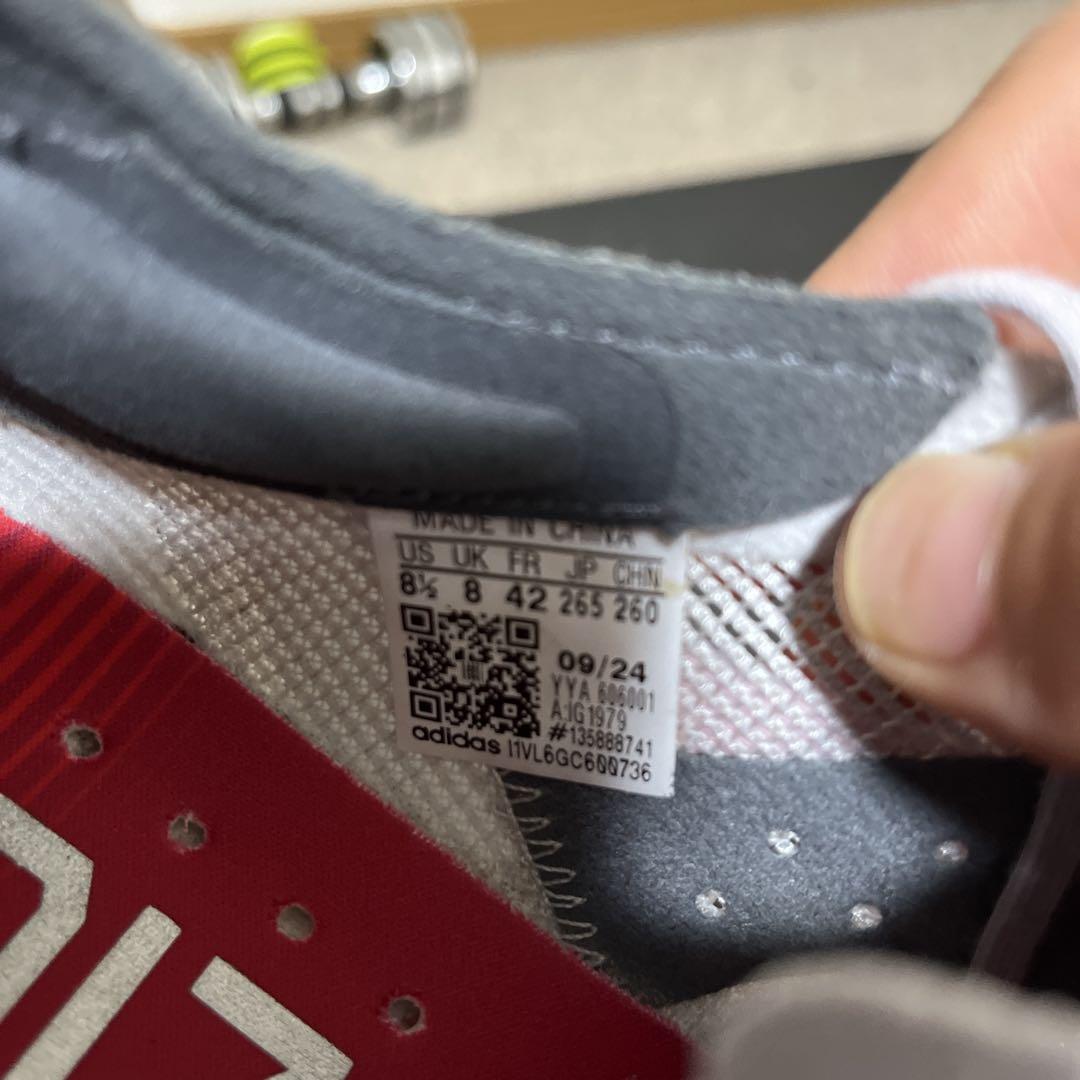 MADE IN CHINA
US UK FR JP CHN
8½ 8 42 265 260
09/24
YYA 606001
A:IG1979
#135888741
adidas I1VL6GC600736